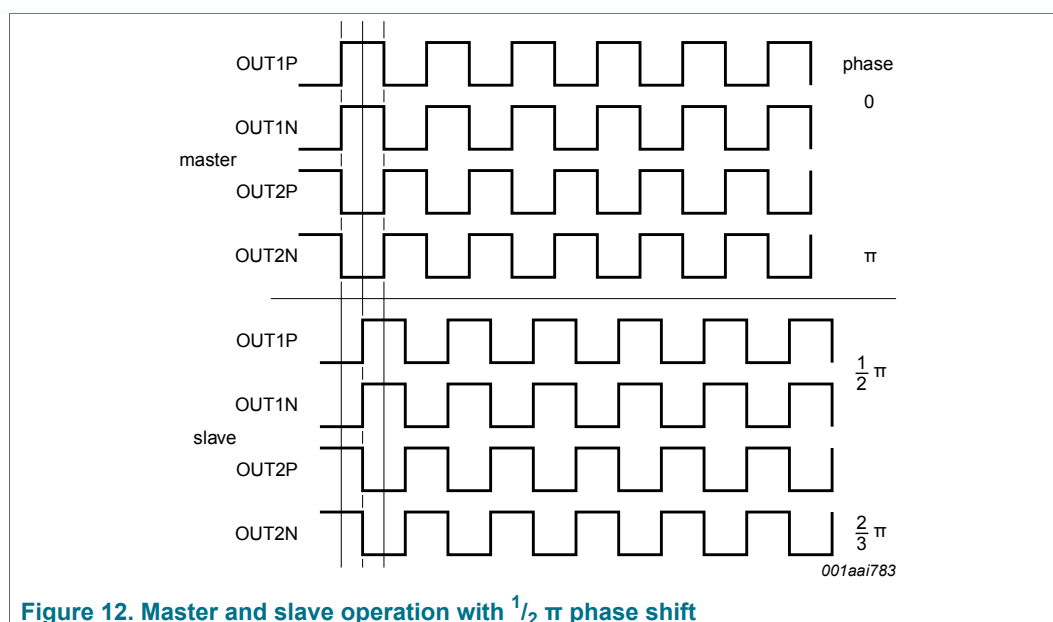 OUT1P
phase
0
OUT1N
master
OUT2P
OUT2N
π
OUT1P
1/2 π
OUT1N
slave
OUT2P
OUT2N
2/3 π
001aai783
Figure 12. Master and slave operation with 1/2 π phase shift